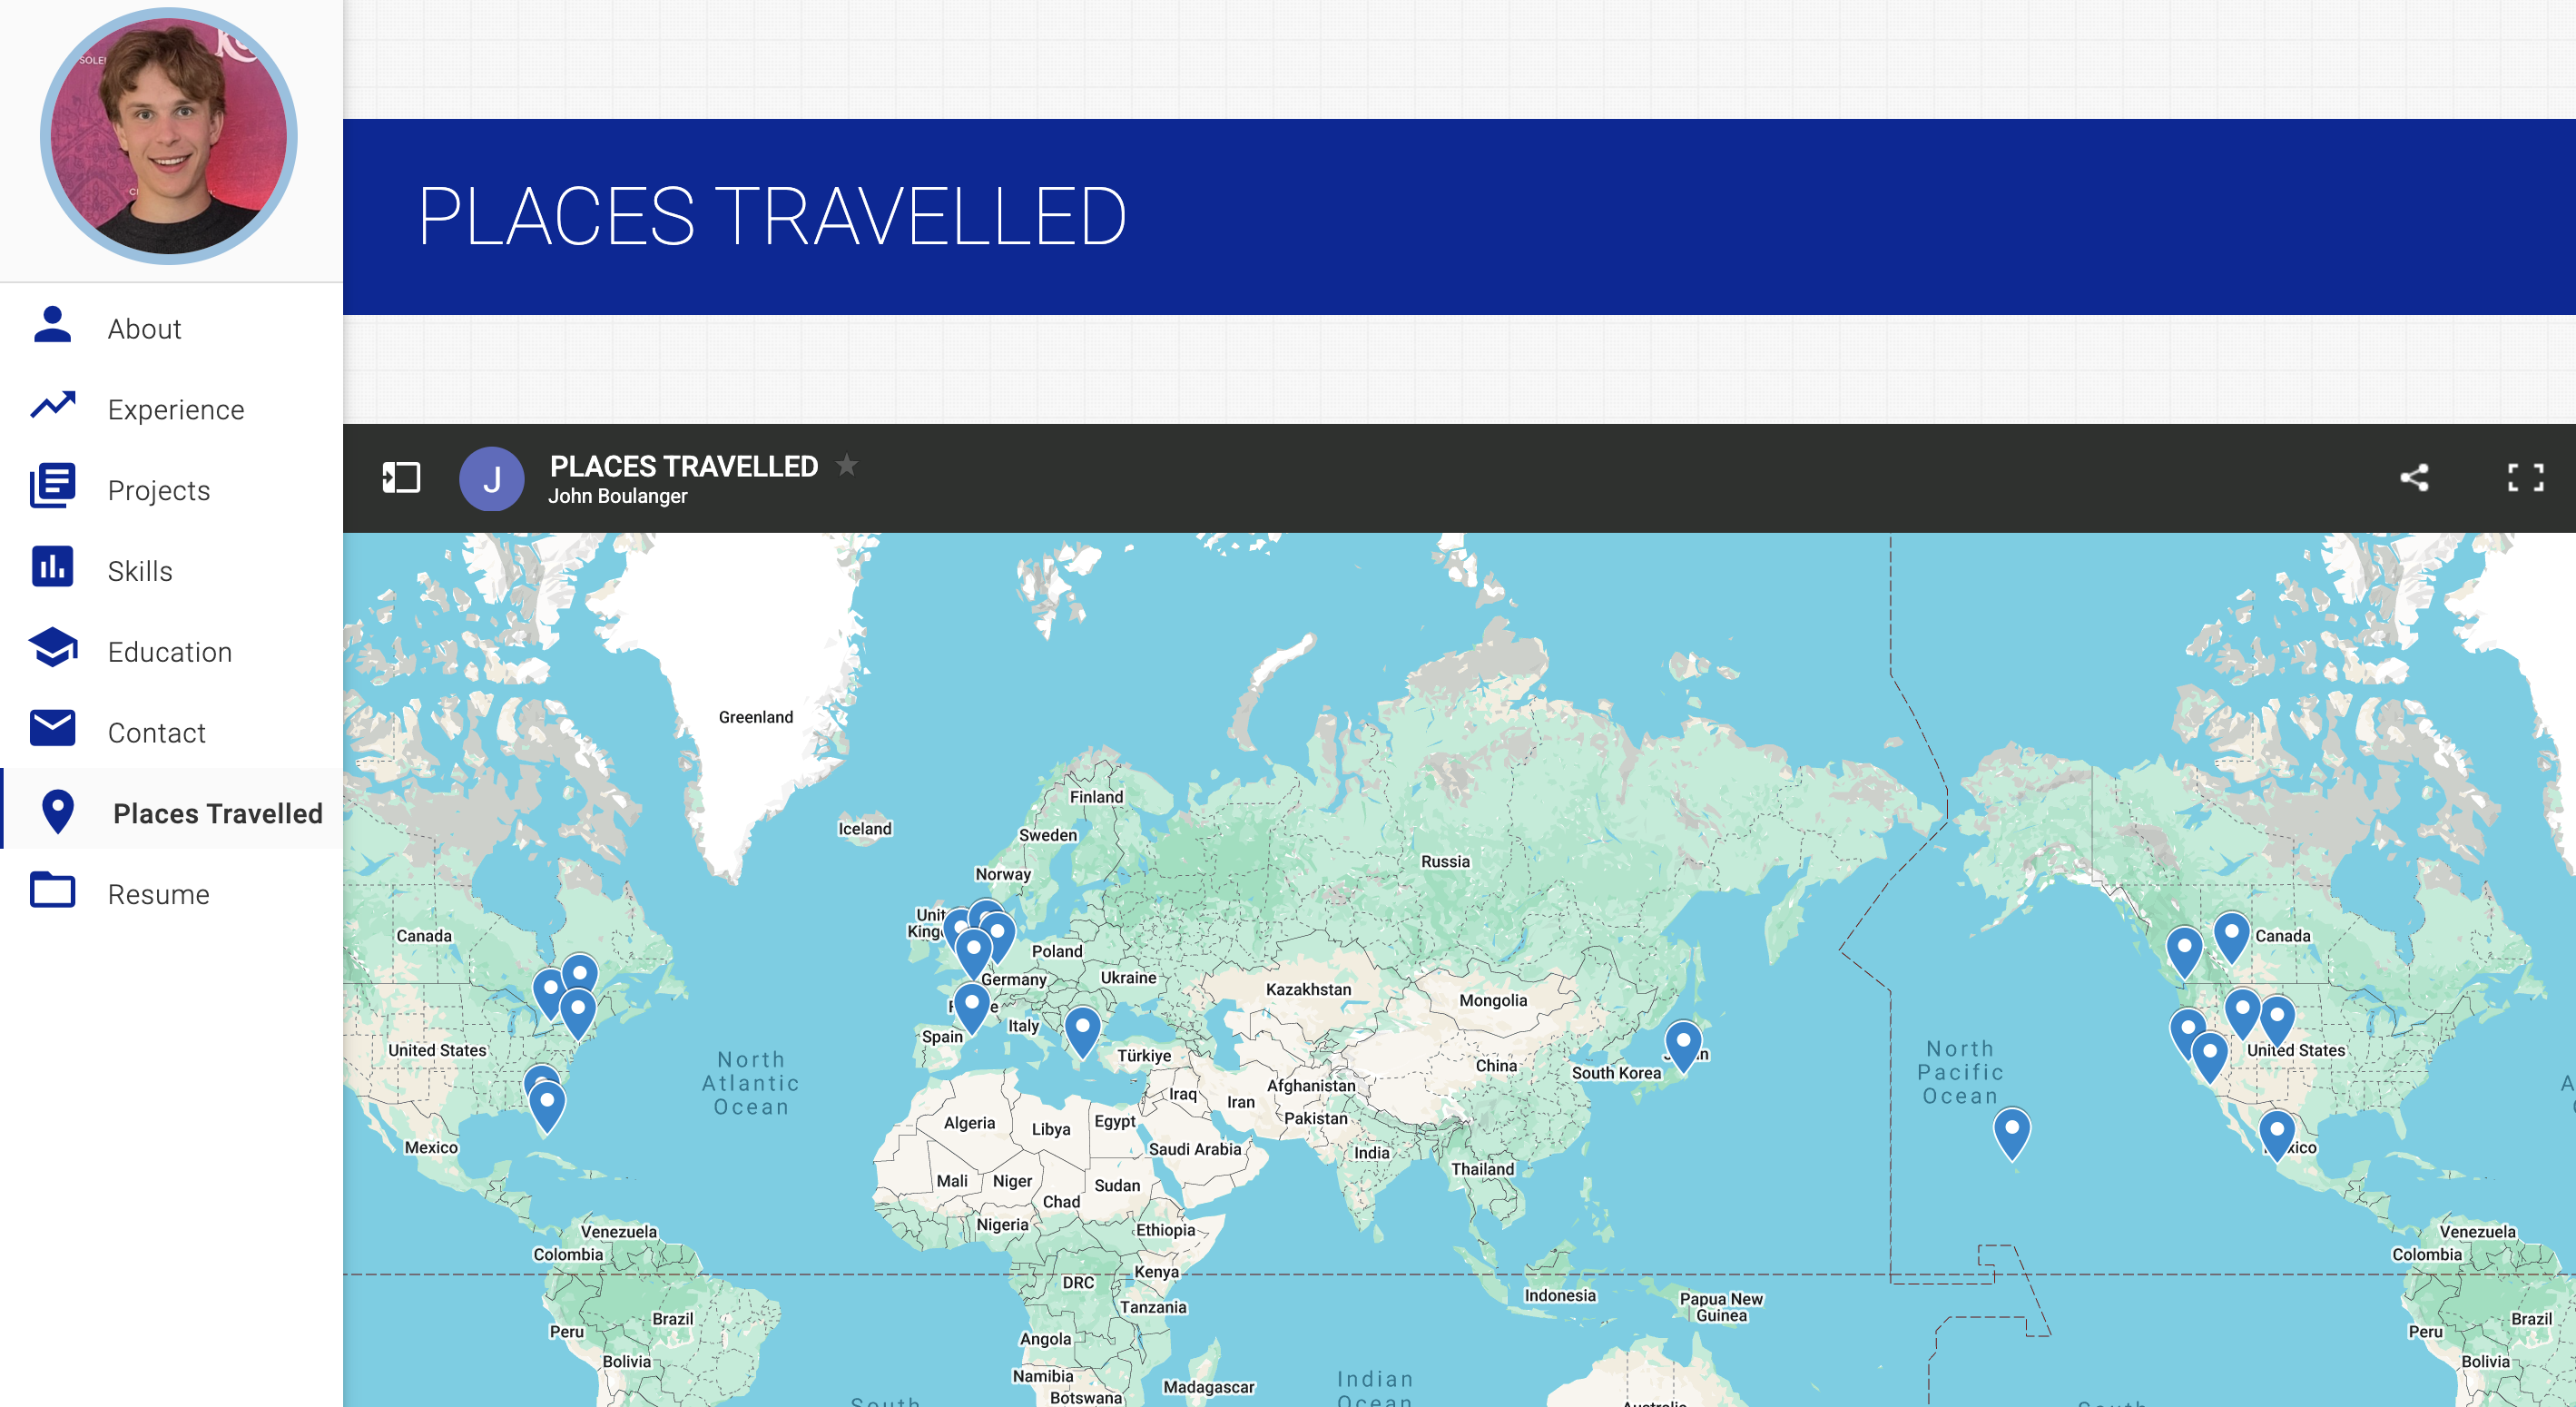 About
Experience
Projects
Skills
Education
Contact
Places Travelled
Resume
PLACES TRAVELLED
J
PLACES TRAVELLED
John Boulanger
Greenland
Iceland
Finland
Sweden
Norway
Russia
Canada
Poland
Germany
Ukraine
Kazakhstan
Mongolia
Italy
Spain
Türkiye
United States
North
Atlantic
Ocean
China
South Korea
Iraq
Iran
Afghanistan
Pakistan
Algeria
Libya
Egypt
Saudi Arabia
India
Thailand
Mexico
Mali
Niger
Chad
Sudan
Nigeria
Ethiopia
Venezuela
Colombia
DRC
Kenya
Tanzania
Brazil
Peru
Angola
Bolivia
Namibia
Botswana
Madagascar
Indonesia
Papua New
Guinea
Indian
Ocean
Australia
South
North
Pacific
Ocean
Canada
United States
Venezuela
Colombia
Brazil
Peru
Bolivia
South